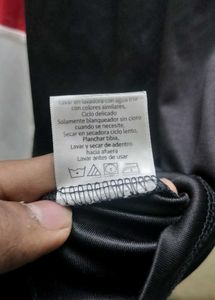 Lavar en lavadora con agua fría
con colores similares.
Ciclo delicado
Solamente blanqueador sin cloro
cuando se necesite.
Secar en secadora ciclo lento.
Planchar tibia.
Lavar y secar de adentro
hacia afuera
Lavar antes de usar